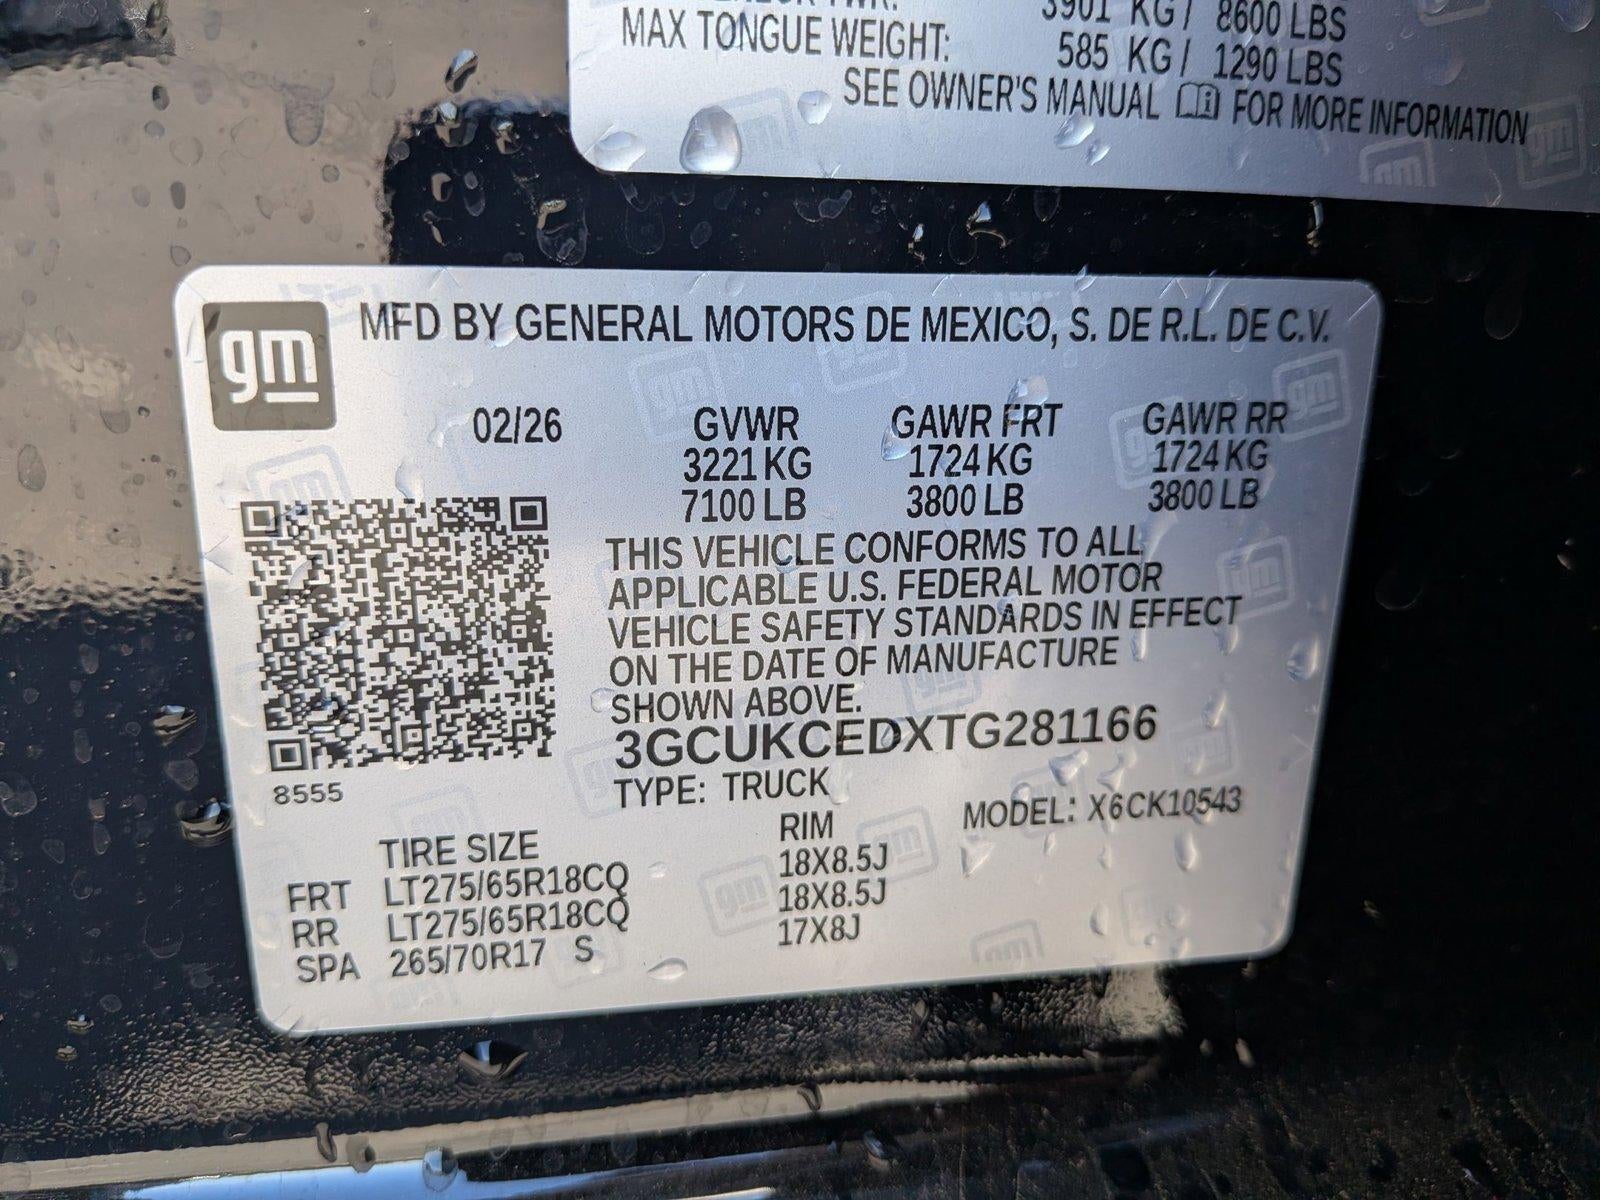 3901 KG / 8600 LBS
MAX TONGUE WEIGHT: 585 KG / 1290 LBS
SEE OWNER'S MANUAL FOR MORE INFORMATION
gm MFD BY GENERAL MOTORS DE MEXICO, S. DE R.L. DE C.V.
02/26 GVWR GAWR FRT GAWR RR
3221 KG 1724 KG 1724 KG
7100 LB 3800 LB 3800 LB
THIS VEHICLE CONFORMS TO ALL
APPLICABLE U.S. FEDERAL MOTOR
VEHICLE SAFETY STANDARDS IN EFFECT
ON THE DATE OF MANUFACTURE
SHOWN ABOVE.
3GCUKCEDXTG281166
8555
TYPE: TRUCK MODEL: X6CK10543
TIRE SIZE RIM
FRT LT275/65R18CQ 18X8.5J
RR LT275/65R18CQ 18X8.5J
SPA 265/70R17 S 17X8J